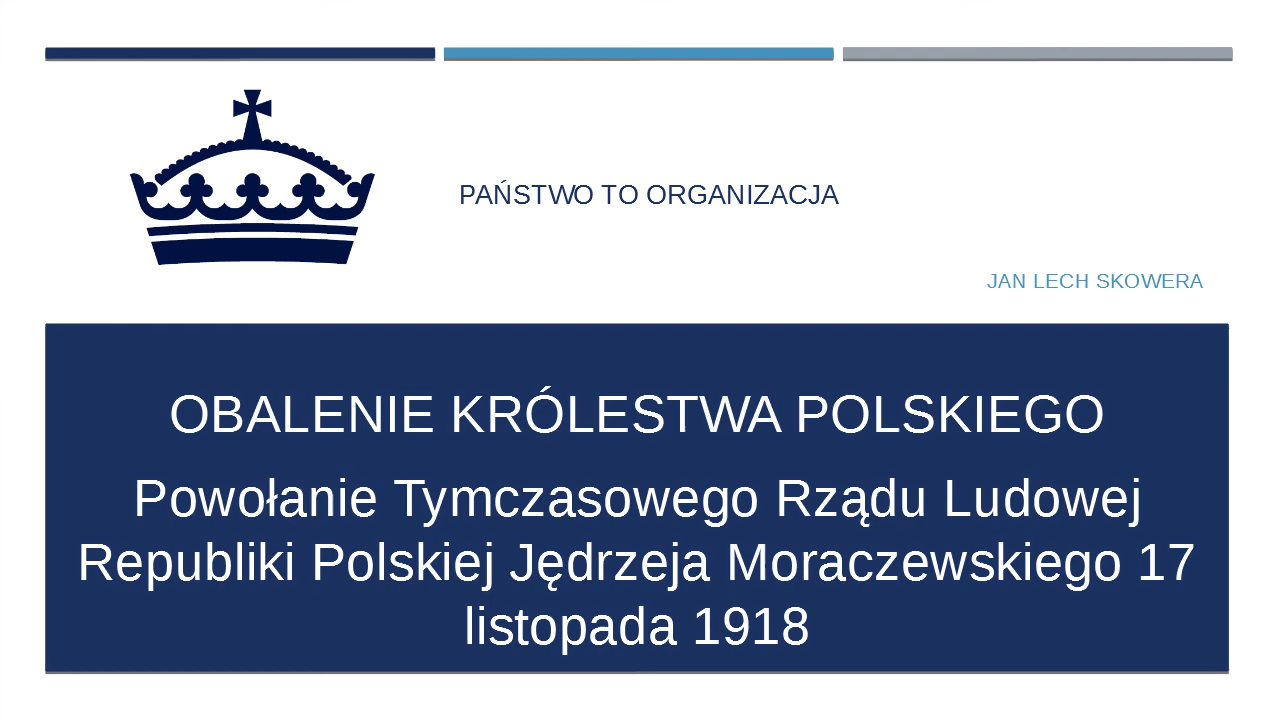 PAŃSTWO TO ORGANIZACJA
JAN LECH SKOWERA
OBALENIE KRÓLESTWA POLSKIEGO
Powołanie Tymczasowego Rządu Ludowej
Republiki Polskiej Jędrzeja Moraczewskiego 17
listopada 1918